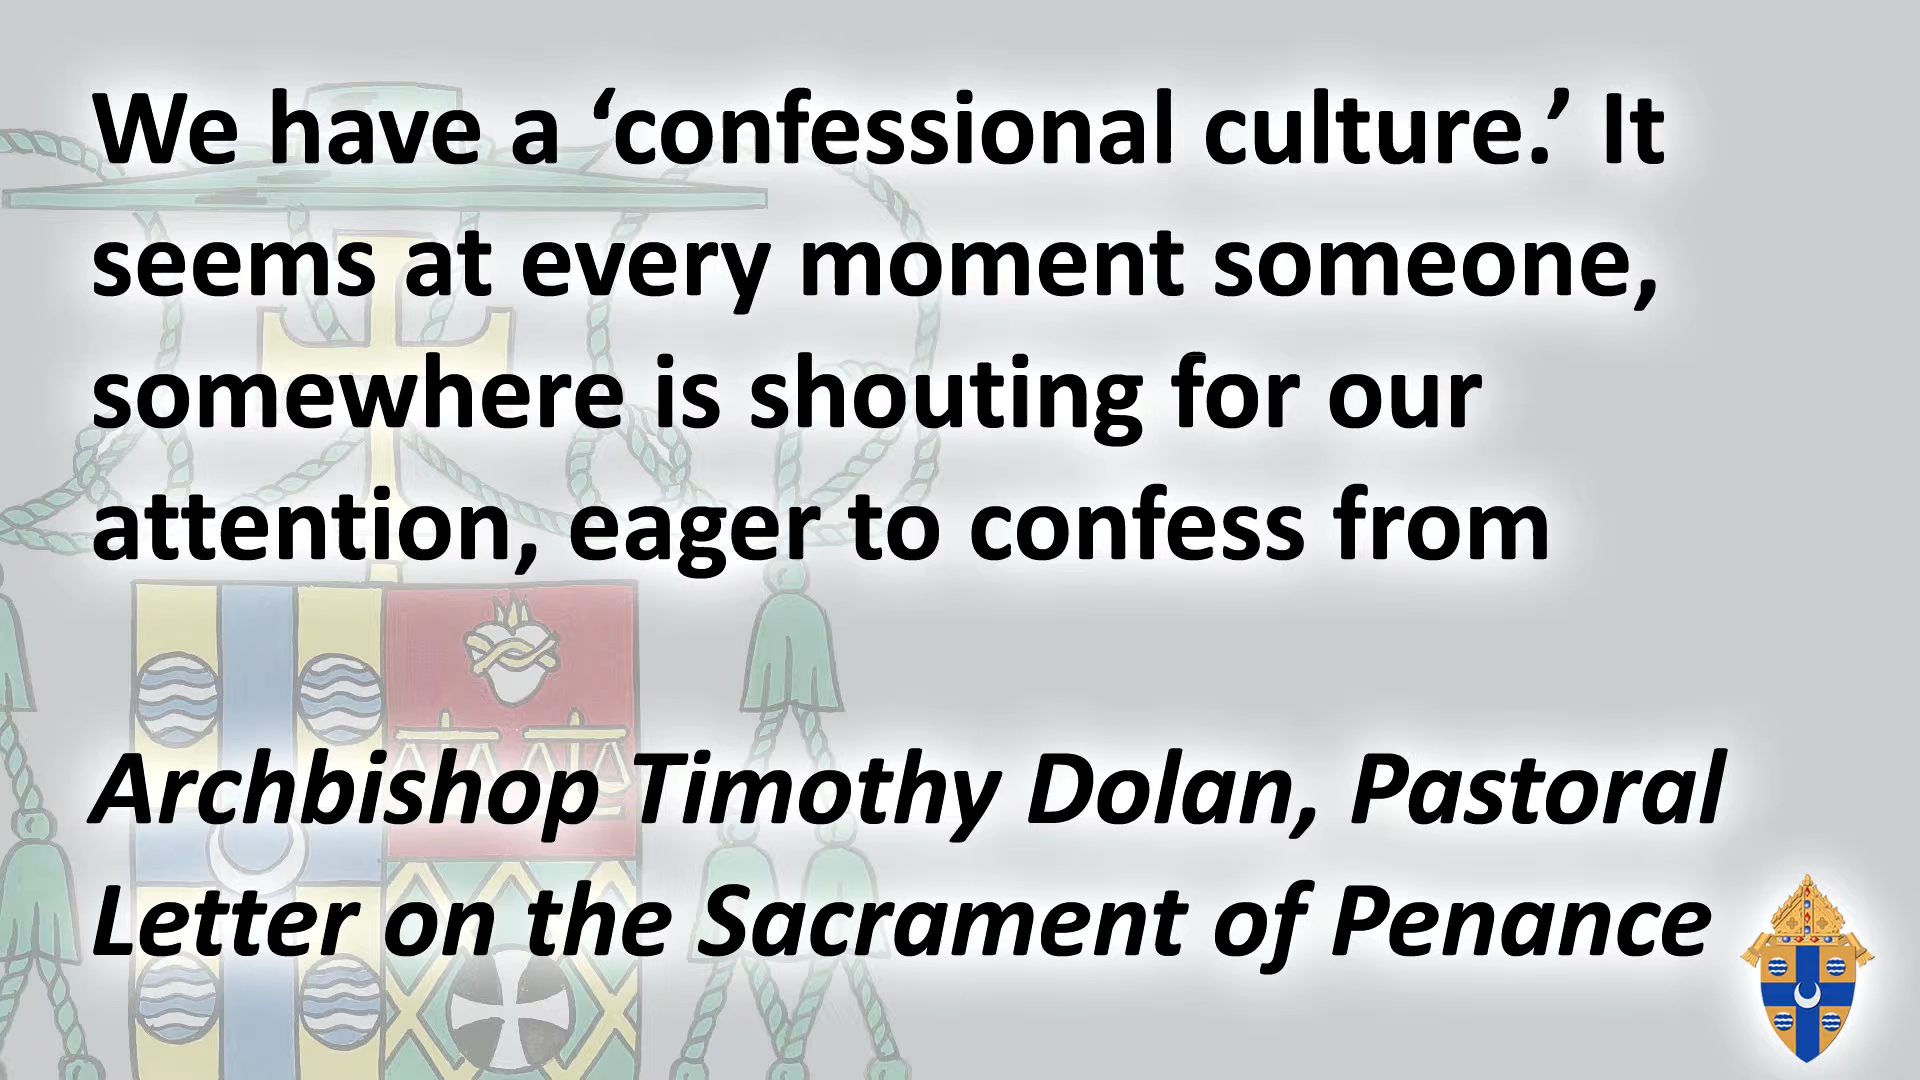 We have a ‘confessional culture.’ It
seems at every moment someone,
somewhere is shouting for our
attention, eager to confess from
Archbishop Timothy Dolan, Pastoral
Letter on the Sacrament of Penance